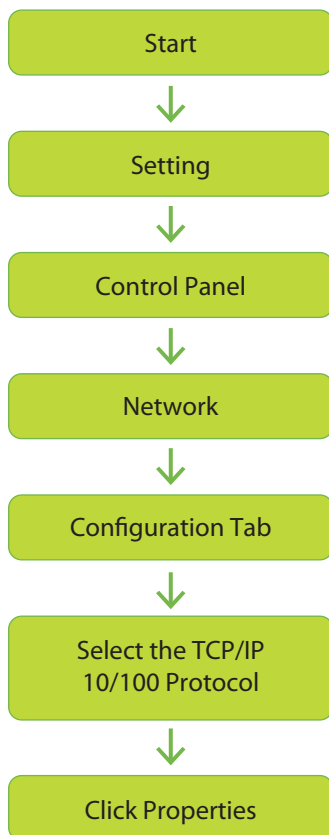 Start
Setting
Control Panel
Network
Configuration Tab
Select the TCP/IP
10/100 Protocol
Click Properties